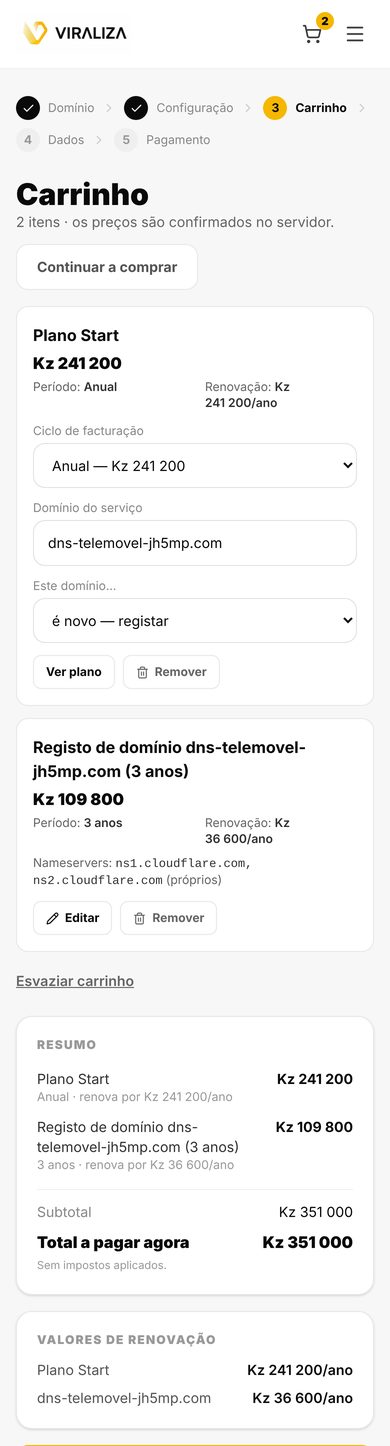 VIRALIZA
2
Domínio
Configuração
3 Carrinho
4 Dados
5 Pagamento
Carrinho
2 itens · os preços são confirmados no servidor.
Continuar a comprar
Plano Start
Kz 241 200
Período: Anual
Renovação: Kz
241 200/ano
Ciclo de facturação
Anual — Kz 241 200
Domínio do serviço
dns-telemovel-jh5mp.com
Este domínio...
é novo — registar
Ver plano
Remover
Registo de domínio dns-telemovel-
jh5mp.com (3 anos)
Kz 109 800
Período: 3 anos
Renovação: Kz
36 600/ano
Nameservers: ns1.cloudflare.com,
ns2.cloudflare.com (próprios)
Editar
Remover
Esvaziar carrinho
RESUMO
Plano Start Kz 241 200
Anual · renova por Kz 241 200/ano
Registo de domínio dns- Kz 109 800
telemovel-jh5mp.com (3 anos)
3 anos · renova por Kz 36 600/ano
Subtotal Kz 351 000
Total a pagar agora Kz 351 000
Sem impostos aplicados.
VALORES DE RENOVAÇÃO
Plano Start Kz 241 200/ano
dns-telemovel-jh5mp.com Kz 36 600/ano